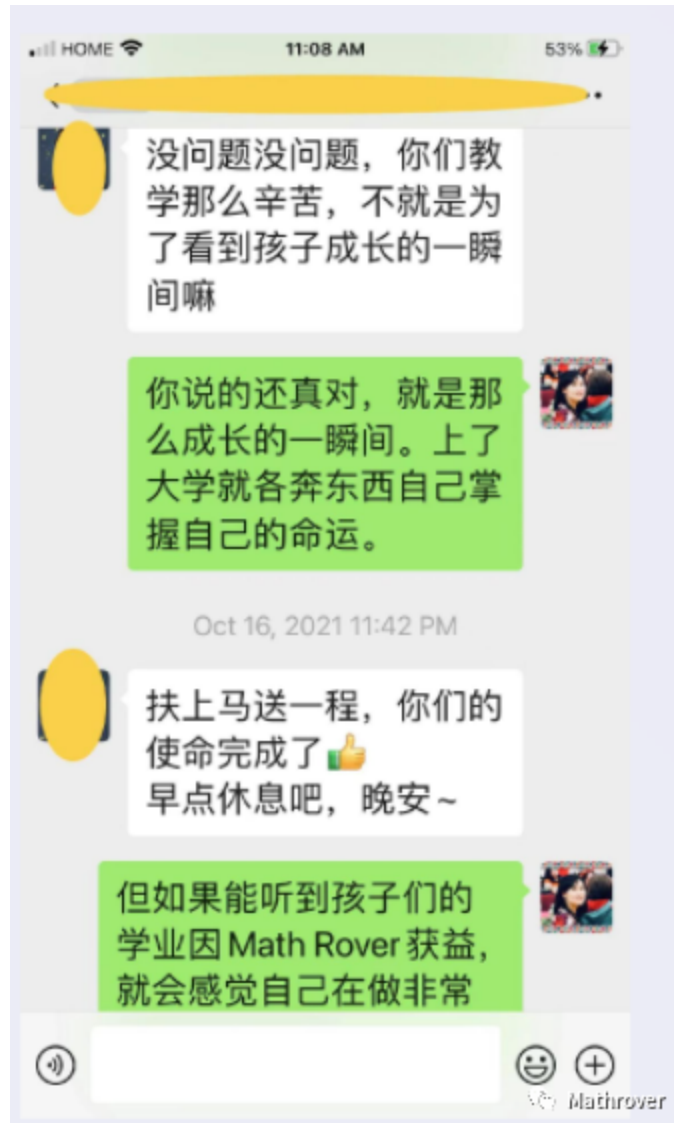 HOME
11:08 AM
53%
没问题没问题，你们教
学那么辛苦，不就是为
了看到孩子成长的一瞬
间嘛
你说的还真对，就是那
么成长的一瞬间。上了
大学就各奔东西自己掌
握自己的命运。
Oct 16, 2021 11:42 PM
扶上马送一程，你们的
使命完成了👍
早点休息吧，晚安~
但如果能听到孩子们的
学业因Math Rover获益，
就会感觉自己在做非常
Mathrover